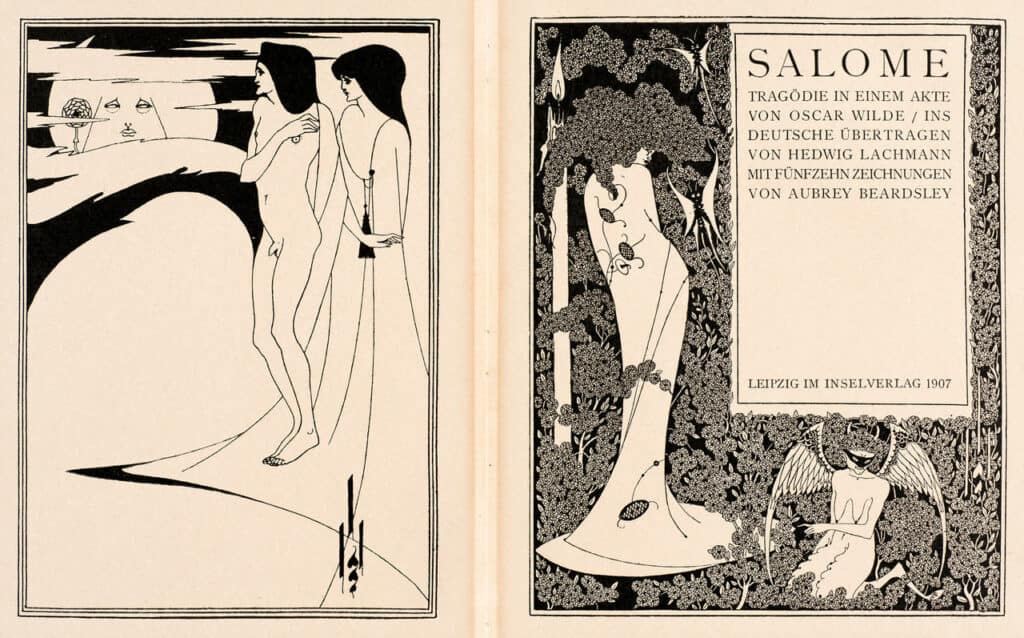 SALOME
TRAGÖDIE IN EINEM AKTE
VON OSCAR WILDE / INS
DEUTSCHE ÜBERTRAGEN
VON HEDWIG LACHMANN
MIT FÜNFZEHN ZEICHNUNGEN
VON AUBREY BEARDSLEY
LEIPZIG IM INSELVERLAG 1907